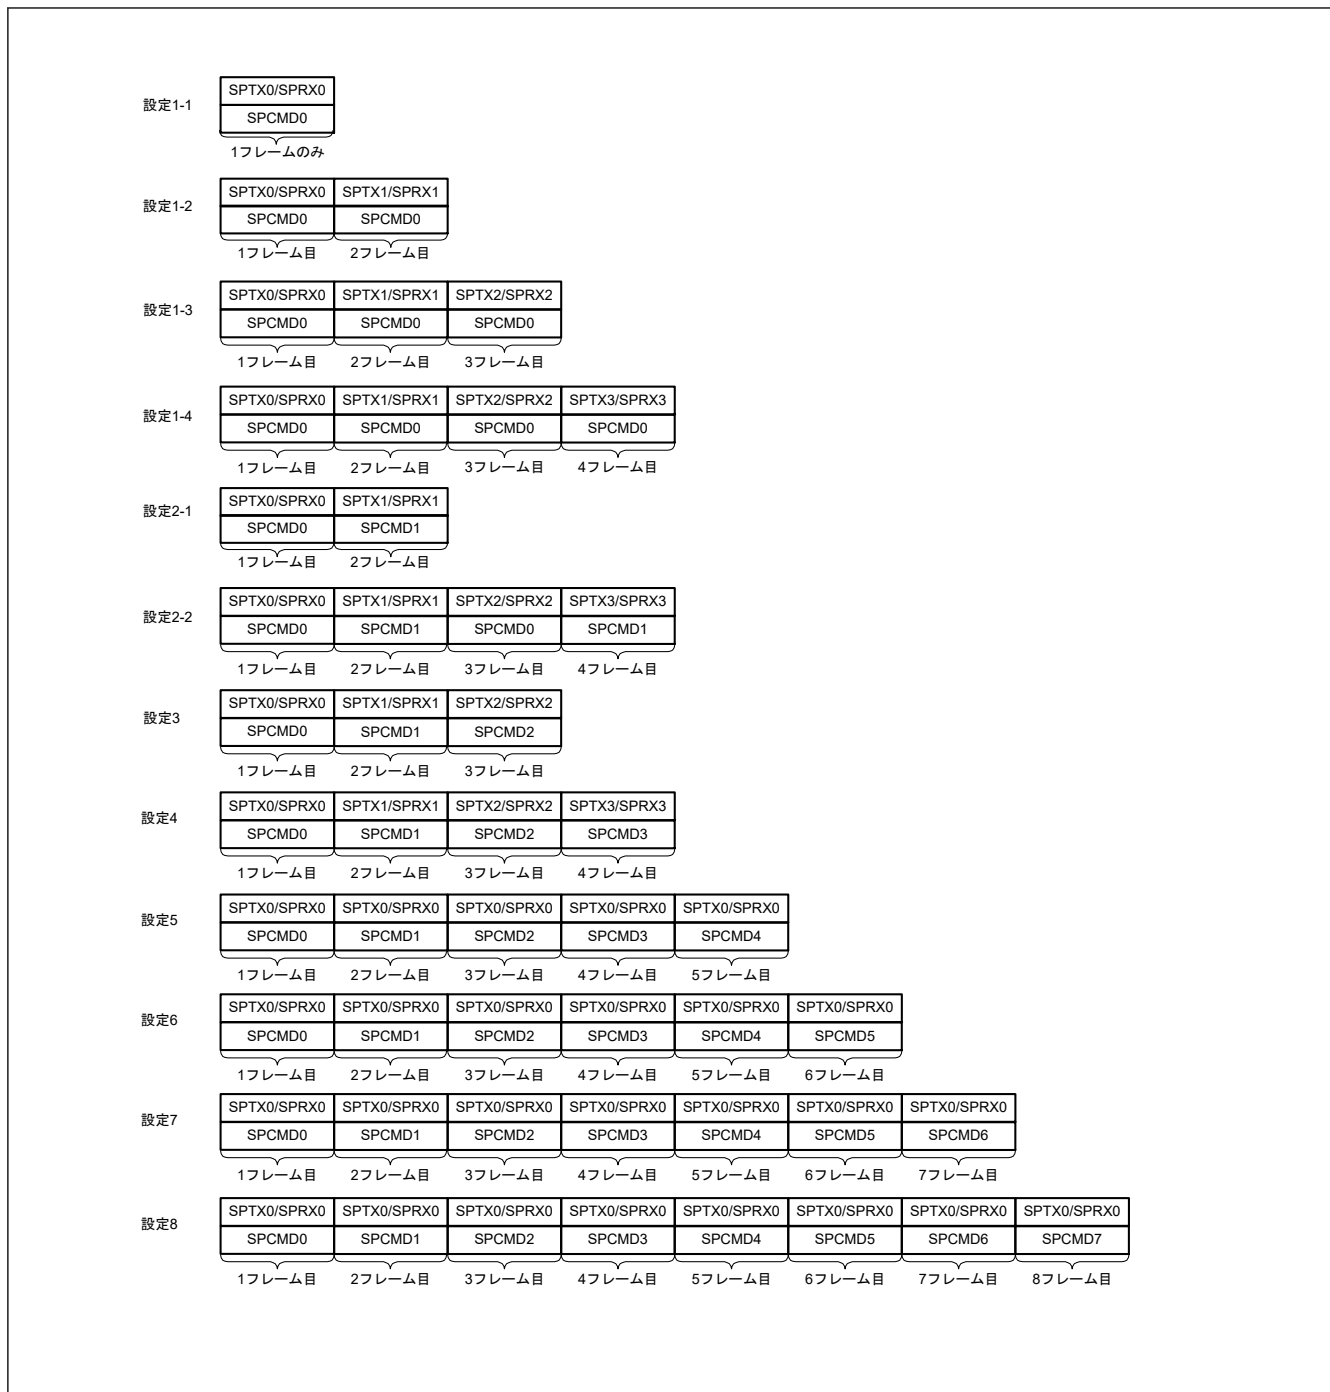 設定1-1
SPTX0/SPRX0
SPCMD0
1フレームのみ
設定1-2
SPTX0/SPRX0 SPTX1/SPRX1
SPCMD0 SPCMD0
1フレーム目 2フレーム目
設定1-3
SPTX0/SPRX0 SPTX1/SPRX1 SPTX2/SPRX2
SPCMD0 SPCMD0 SPCMD0
1フレーム目 2フレーム目 3フレーム目
設定1-4
SPTX0/SPRX0 SPTX1/SPRX1 SPTX2/SPRX2 SPTX3/SPRX3
SPCMD0 SPCMD0 SPCMD0 SPCMD0
1フレーム目 2フレーム目 3フレーム目 4フレーム目
設定2-1
SPTX0/SPRX0 SPTX1/SPRX1
SPCMD0 SPCMD1
1フレーム目 2フレーム目
設定2-2
SPTX0/SPRX0 SPTX1/SPRX1 SPTX2/SPRX2 SPTX3/SPRX3
SPCMD0 SPCMD1 SPCMD0 SPCMD1
1フレーム目 2フレーム目 3フレーム目 4フレーム目
設定3
SPTX0/SPRX0 SPTX1/SPRX1 SPTX2/SPRX2
SPCMD0 SPCMD1 SPCMD2
1フレーム目 2フレーム目 3フレーム目
設定4
SPTX0/SPRX0 SPTX1/SPRX1 SPTX2/SPRX2 SPTX3/SPRX3
SPCMD0 SPCMD1 SPCMD2 SPCMD3
1フレーム目 2フレーム目 3フレーム目 4フレーム目
設定5
SPTX0/SPRX0 SPTX0/SPRX0 SPTX0/SPRX0 SPTX0/SPRX0 SPTX0/SPRX0
SPCMD0 SPCMD1 SPCMD2 SPCMD3 SPCMD4
1フレーム目 2フレーム目 3フレーム目 4フレーム目 5フレーム目
設定6
SPTX0/SPRX0 SPTX0/SPRX0 SPTX0/SPRX0 SPTX0/SPRX0 SPTX0/SPRX0 SPTX0/SPRX0
SPCMD0 SPCMD1 SPCMD2 SPCMD3 SPCMD4 SPCMD5
1フレーム目 2フレーム目 3フレーム目 4フレーム目 5フレーム目 6フレーム目
設定7
SPTX0/SPRX0 SPTX0/SPRX0 SPTX0/SPRX0 SPTX0/SPRX0 SPTX0/SPRX0 SPTX0/SPRX0 SPTX0/SPRX0
SPCMD0 SPCMD1 SPCMD2 SPCMD3 SPCMD4 SPCMD5 SPCMD6
1フレーム目 2フレーム目 3フレーム目 4フレーム目 5フレーム目 6フレーム目 7フレーム目
設定8
SPTX0/SPRX0 SPTX0/SPRX0 SPTX0/SPRX0 SPTX0/SPRX0 SPTX0/SPRX0 SPTX0/SPRX0 SPTX0/SPRX0 SPTX0/SPRX0
SPCMD0 SPCMD1 SPCMD2 SPCMD3 SPCMD4 SPCMD5 SPCMD6 SPCMD7
1フレーム目 2フレーム目 3フレーム目 4フレーム目 5フレーム目 6フレーム目 7フレーム目 8フレーム目